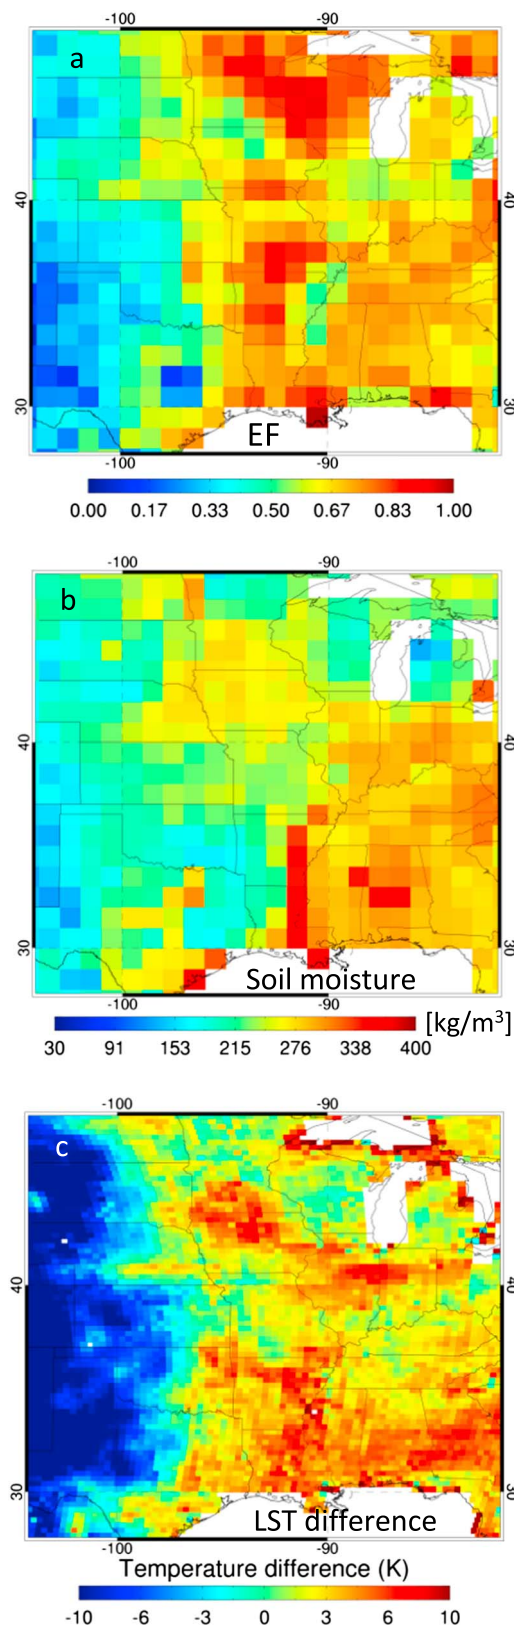 -100 -90
a
40 40
30 30
EF
-100 -90
0.00 0.17 0.33 0.50 0.67 0.83 1.00
-100 -90
b
40 40
30 30
Soil moisture
-100 -90
[kg/m³]
30 91 153 215 276 338 400
-100 -90
c
40 40
30 30
LST difference
-100 -90
Temperature difference (K)
-10 -6 -3 0 3 6 10